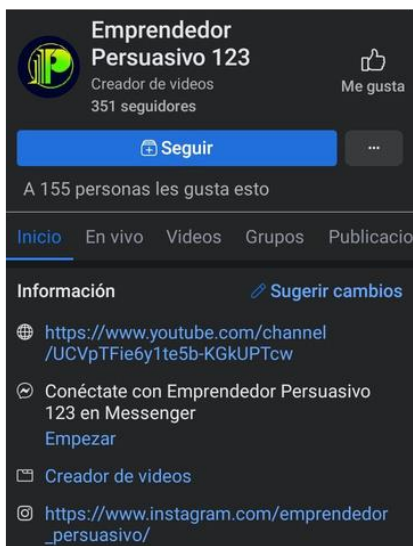 Emprendedor
Persuasivo 123
Creador de videos
351 seguidores
Me gusta
Seguir
A 155 personas les gusta esto
Inicio En vivo Videos Grupos Publicacio
Información
Sugerir cambios
https://www.youtube.com/channel
/UCVpTFie6y1te5b-KGkUPTcw
Conéctate con Emprendedor Persuasivo
123 en Messenger
Empezar
Creador de videos
https://www.instagram.com/emprendedor
_persuasivo/